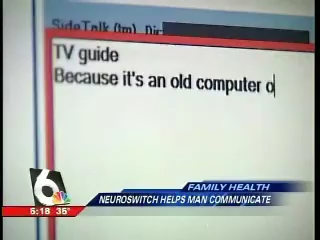 SideTalk (tm) Dir
TV guide
Because it's an old computer o
6
FAMILY HEALTH
NEUROSWITCH HELPS MAN COMMUNICATE
5:18 35°